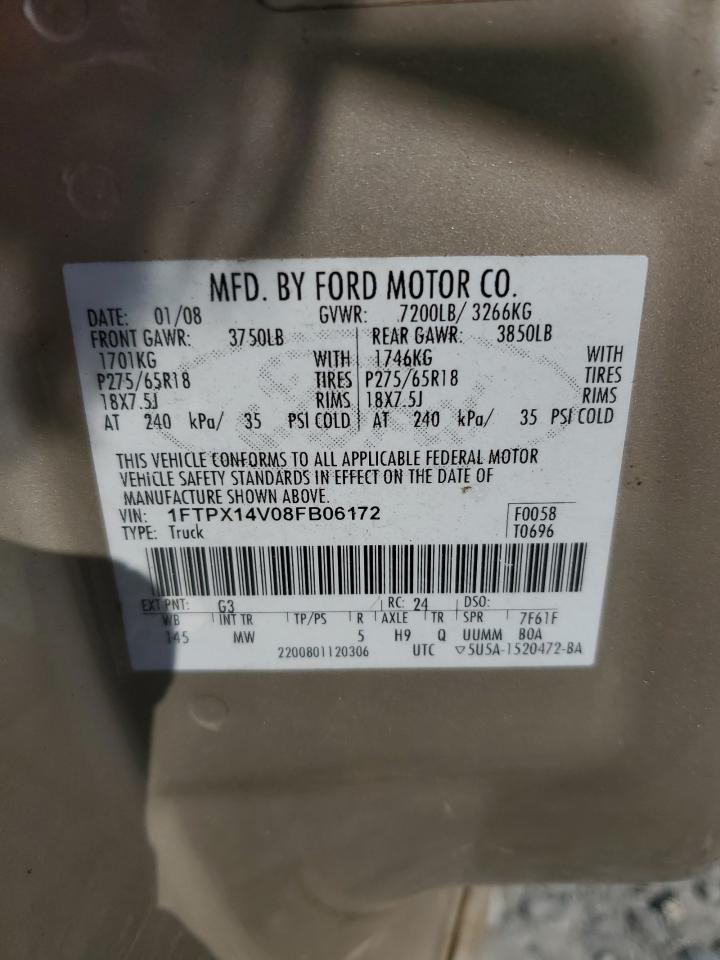 MFD. BY FORD MOTOR CO.
DATE: 01/08 GVWR: 7200LB/ 3266KG
FRONT GAWR: 3750LB REAR GAWR: 3850LB
1701KG WITH 1746KG WITH
P275/65R18 TIRES P275/65R18 TIRES
18X7.5J RIMS 18X7.5J RIMS
AT 240 kPa/ 35 PSI COLD AT 240 kPa/ 35 PSI COLD
THIS VEHICLE CONFORMS TO ALL APPLICABLE FEDERAL MOTOR
VEHICLE SAFETY STANDARDS IN EFFECT ON THE DATE OF
MANUFACTURE SHOWN ABOVE.
VIN: 1FTPX14V08FB06172 F0058
TYPE: Truck T0696
EXT PNT: G3 RC: 24 DSO:
WB INT TR TP/PS R AXLE TR SPR 7F61F
145 MW 5 H9 Q UUMM B0A
2200801120306 UTC ▽5U5A-1520472-BA